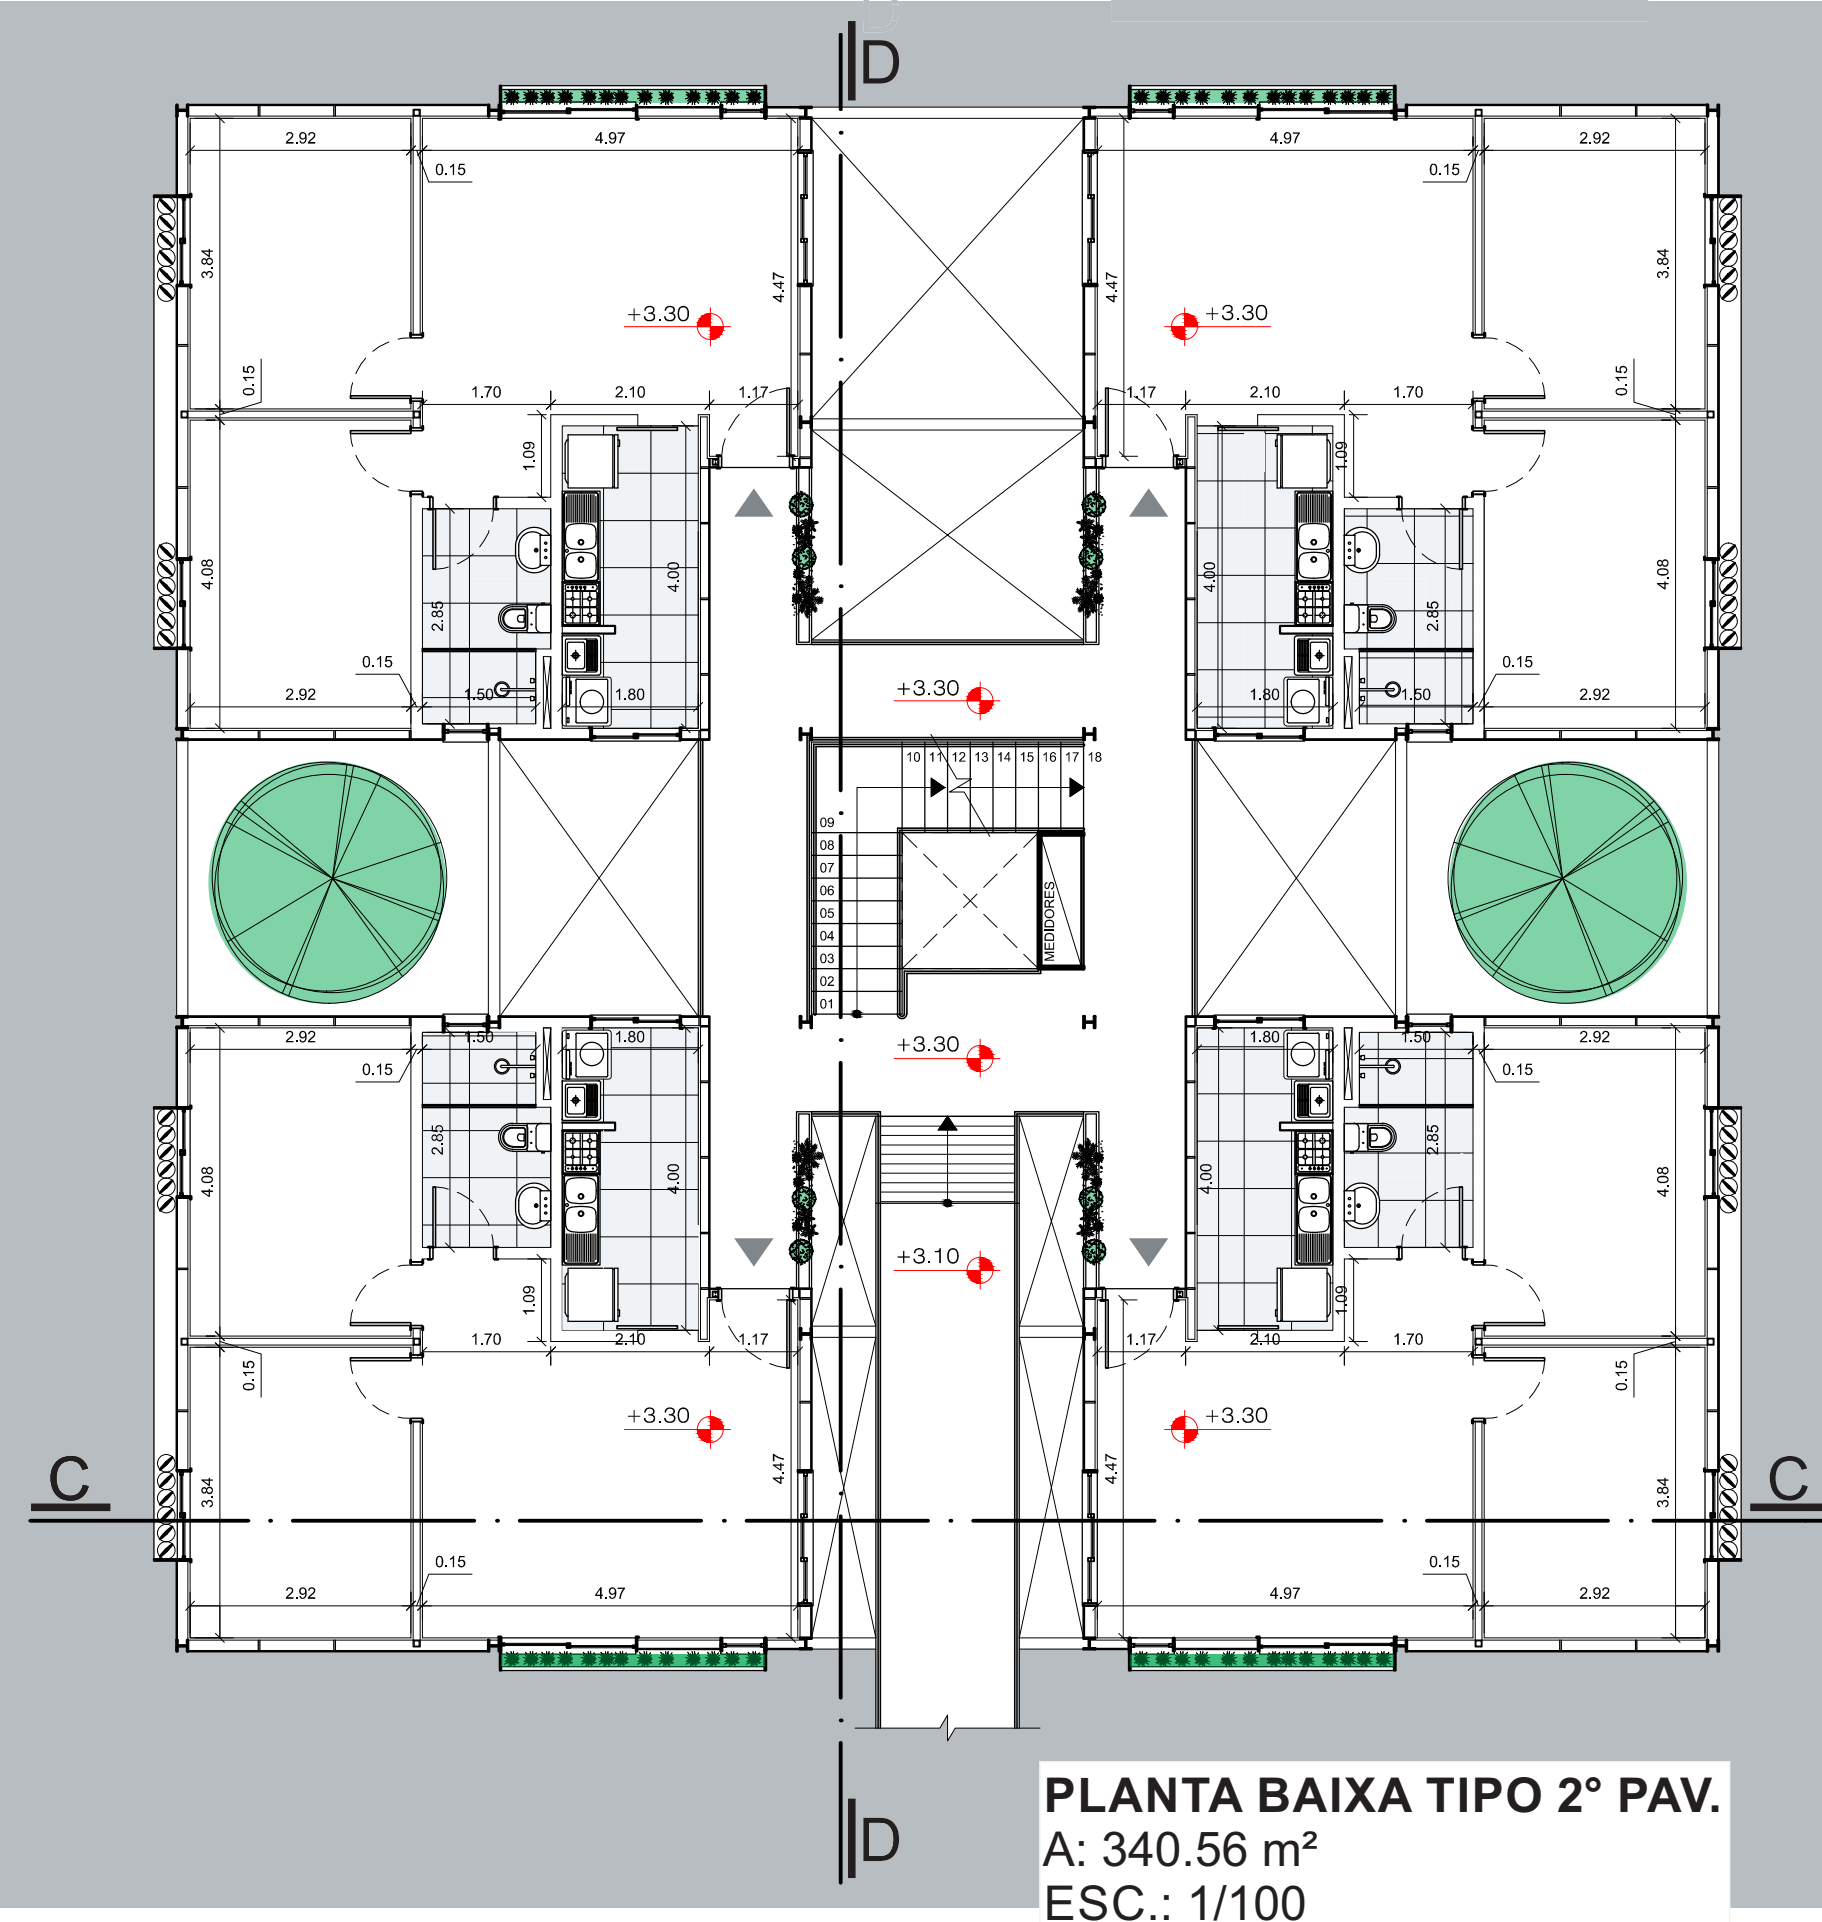 D
2.92 4.97 4.97 2.92
0.15 0.15
3.84 4.47 4.47 3.84
+3.30 +3.30
0.15 1.70 2.10 1.17 1.17 2.10 1.70 0.15
1.09 1.09
4.08 2.85 4.00 4.00 2.85 4.08
0.15 0.15
2.92 1.50 1.80 +3.30 1.80 1.50 2.92
10 11 12 13 14 15 16 17 18
09
08
07
06
05
04
03
02
01
MEDIDORES
2.92 1.50 1.80 +3.30 1.80 1.50 2.92
0.15 0.15
4.08 2.85 4.00 4.00 2.85 4.08
+3.10
1.09 1.09
0.15 1.70 2.10 1.17 1.17 2.10 1.70 0.15
+3.30 +3.30
C C
3.84 4.47 4.47 3.84
0.15 0.15
2.92 4.97 4.97 2.92
PLANTA BAIXA TIPO 2° PAV.
D
A: 340.56 m²
ESC.: 1/100